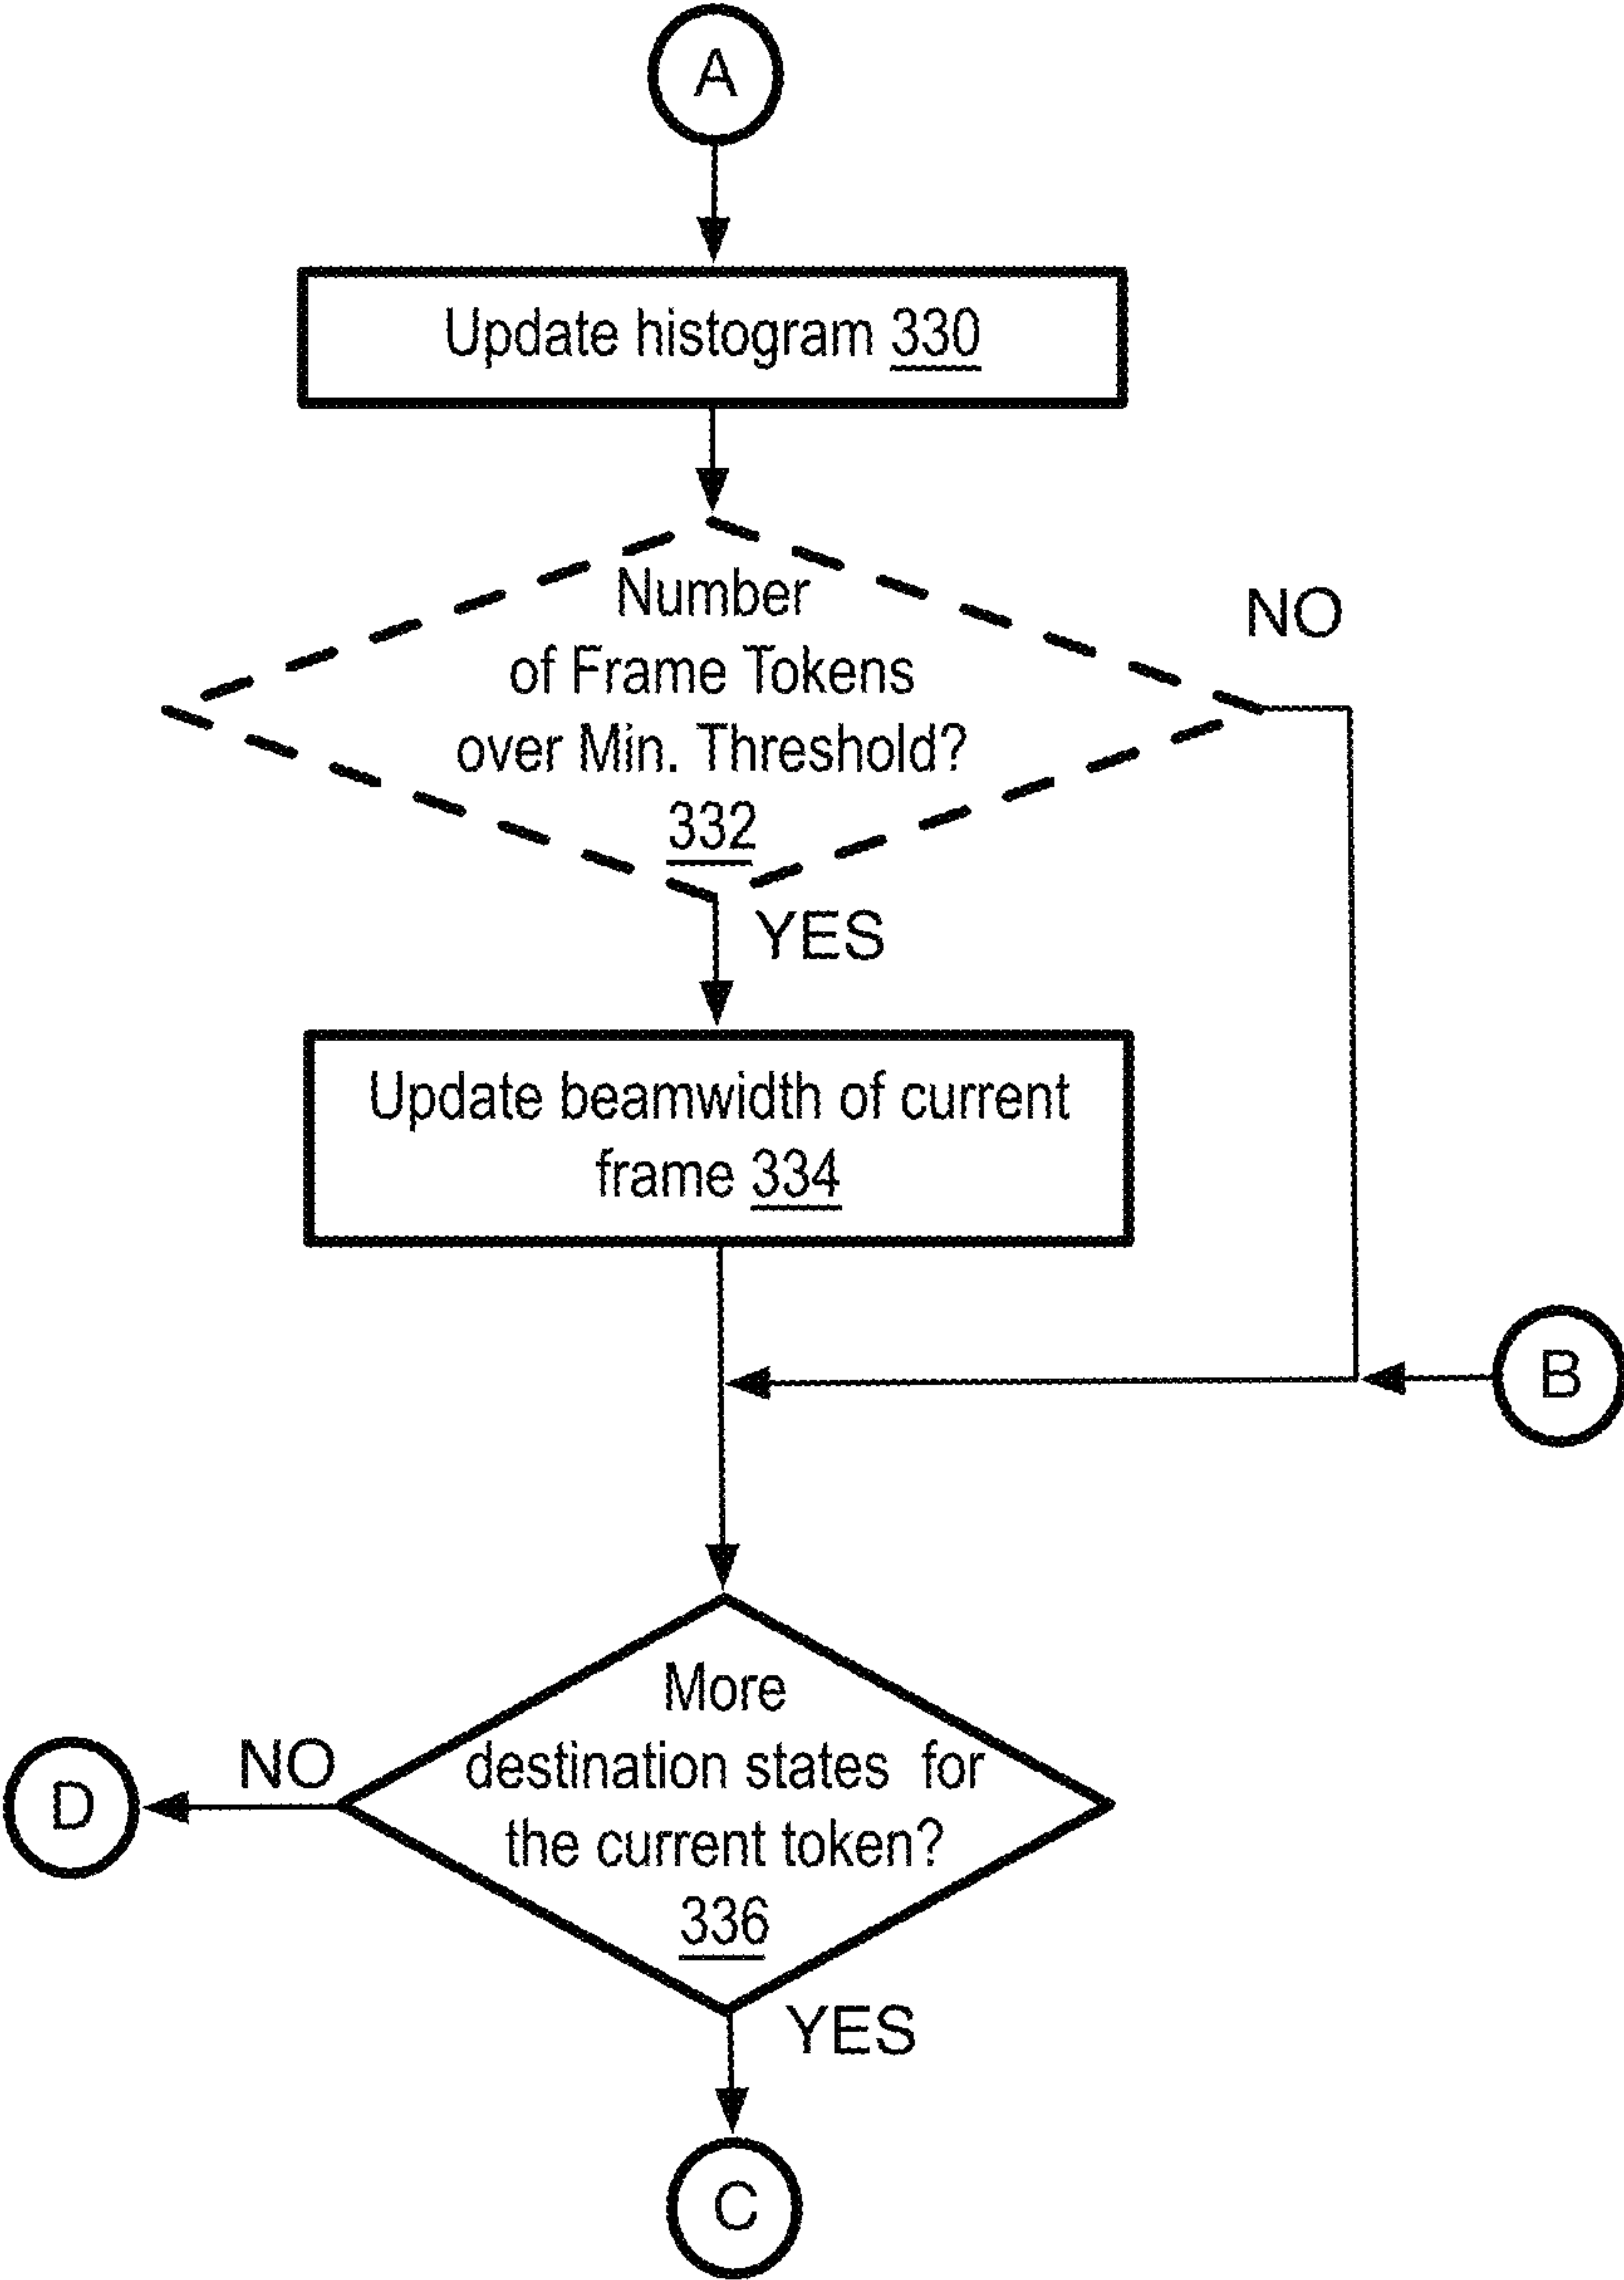 A
Update histogram 330
Number
of Frame Tokens
over Min. Threshold?
332
NO
YES
Update beamwidth of current
frame 334
B
More
destination states for
the current token?
336
NO
D
YES
C